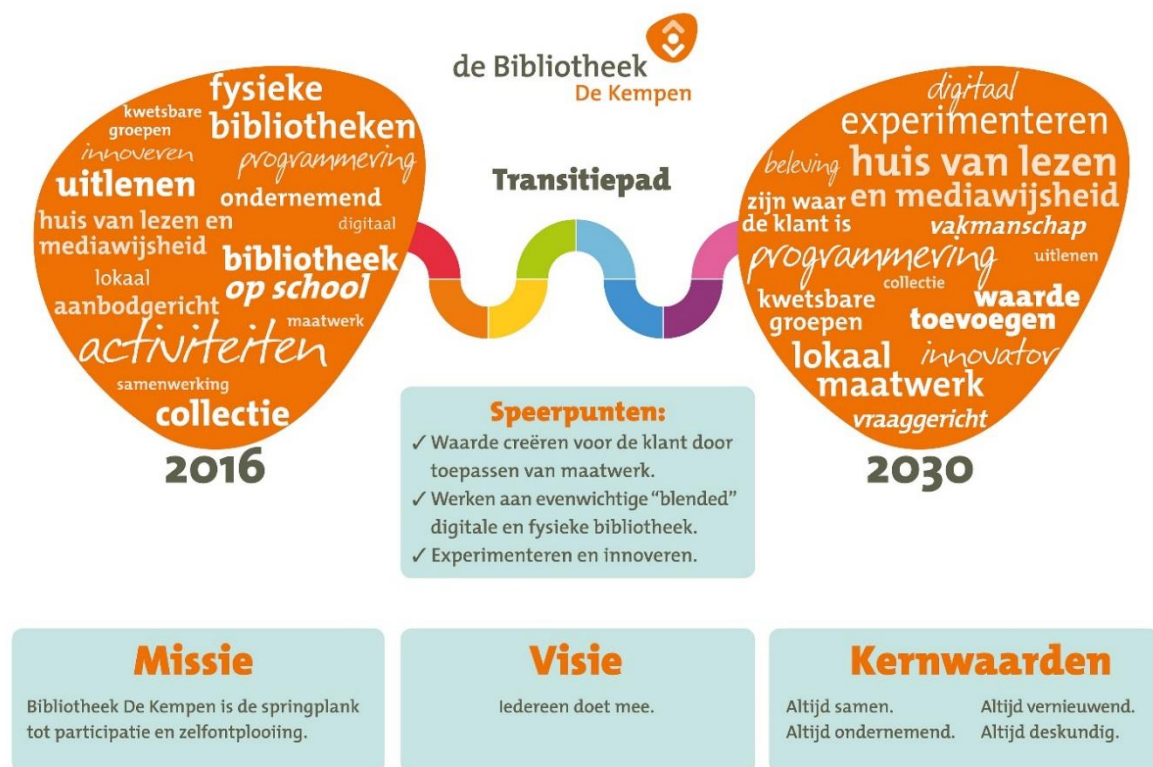 de Bibliotheek
De Kempen
fysieke
kwetsbare
groepen
bibliotheken
innoveren
programmering
uitlenen
ondernemend
huis van lezen en
mediawijsheid
digitaal
bibliotheek
op school
lokaal
aanbodgericht
maatwerk
activiteiten
samenwerking
collectie
2016
Transitiepad
digitaal
experimenteren
beleving
huis van lezen
en mediawijsheid
zijn waar
de klant is
vakmanschap
programmering
uitlenen
collectie
kwetsbare
groepen
waarde
toevoegen
lokaal
innovator
maatwerk
vraaggericht
2030
Speerpunten:
✓ Waarde creëren voor de klant door
toepassen van maatwerk.
✓ Werken aan evenwichtige “blended”
digitale en fysieke bibliotheek.
✓ Experimenteren en innoveren.
Missie
Bibliotheek De Kempen is de springplank
tot participatie en zelfontplooiing.
Visie
Iedereen doet mee.
Kernwaarden
Altijd samen. Altijd vernieuwend.
Altijd ondernemend. Altijd deskundig.